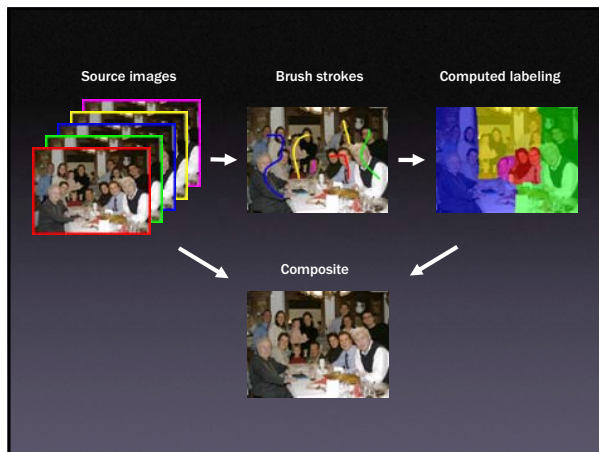 Source images
Brush strokes
Computed labeling
Composite